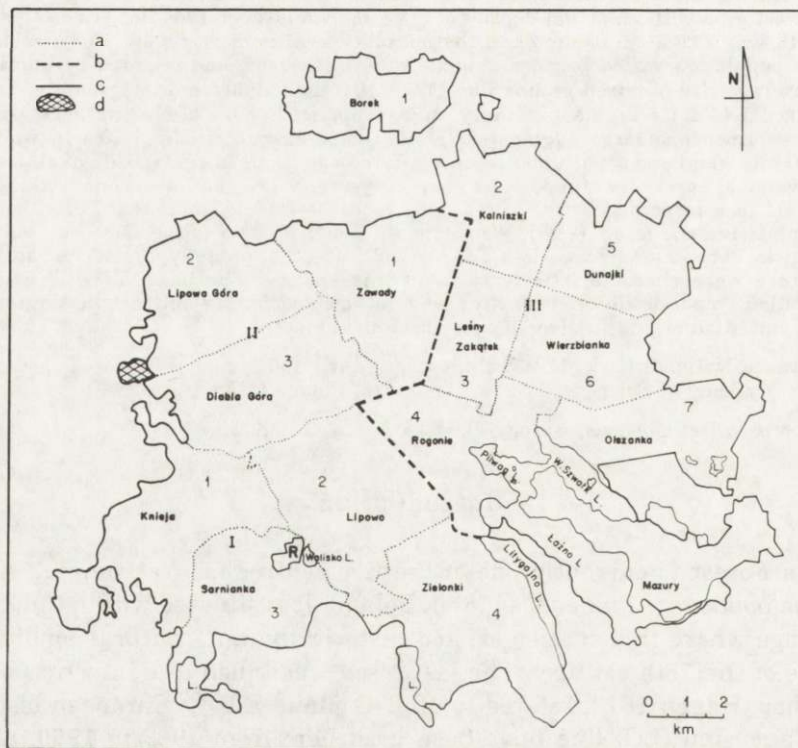 a
b
c
d
N
Borek 1
2
Kalniszki
5
Dunajki
2
Lipowa Góra
1
Zawody
II
III
Leśny
Zakątek
3
Wierzbianka
6
3
Diabla Góra
4
Rogonie
7
Olszanka
Piłwąg L.
W. Szwałk L.
1
2
Knieja
Lipowo
I
R
Wolisko L.
Sarnianka
3
Zielonki
4
Litygajno L.
Łaźno L.
Mazury
L.
L.
0 1 2
km